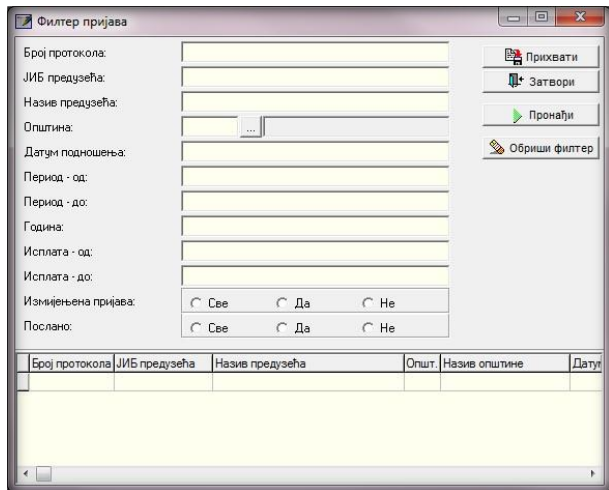 Филтер пријава
Број протокола:
ЈИБ предузећа:
Назив предузећа:
Општина:
...
Датум подношења:
Период - од:
Период - до:
Година:
Исплата - од:
Исплата - до:
Измијењена пријава:
Све Да Не
Послано:
Све Да Не
Прихвати
Затвори
Пронађи
Обриши филтер
Број протокола ЈИБ предузећа Назив предузећа Општ. Назив општине Датум